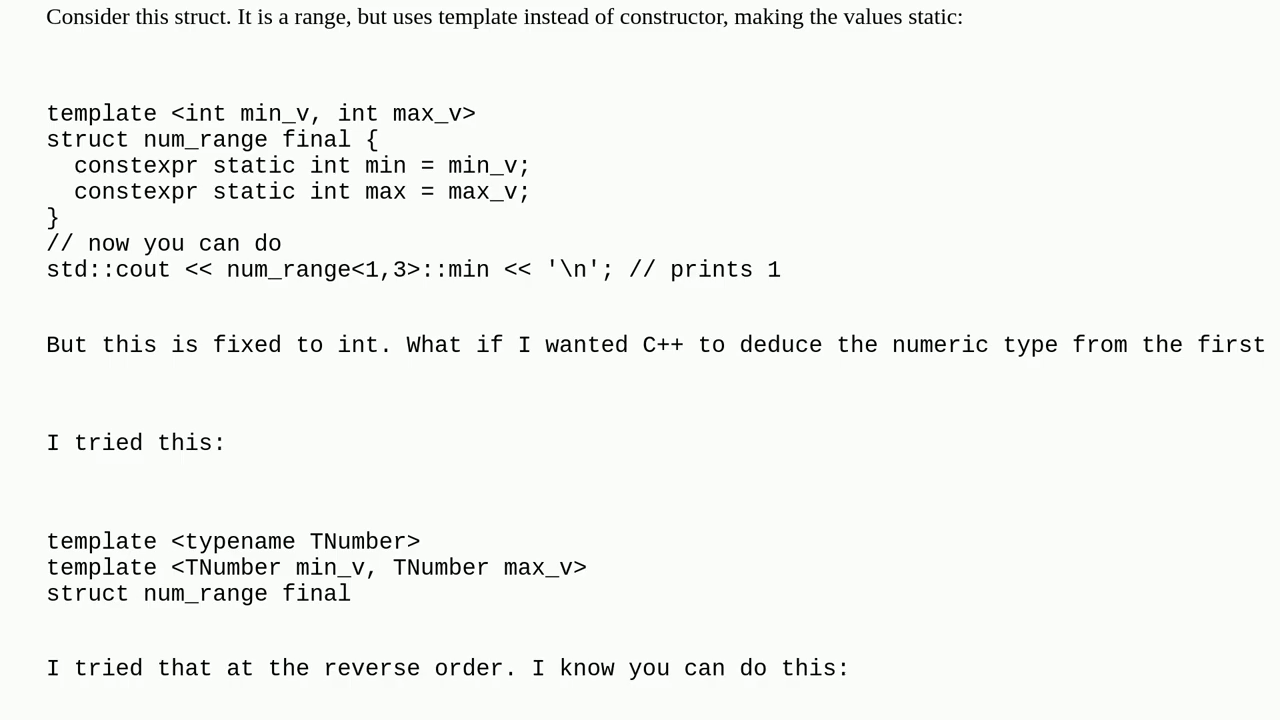 Consider this struct. It is a range, but uses template instead of constructor, making the values static:
template <int min_v, int max_v>
struct num_range final {
  constexpr static int min = min_v;
  constexpr static int max = max_v;
}
// now you can do
std::cout << num_range<1,3>::min << '\n'; // prints 1
But this is fixed to int. What if I wanted C++ to deduce the numeric type from the first
I tried this:
template <typename TNumber>
template <TNumber min_v, TNumber max_v>
struct num_range final
I tried that at the reverse order. I know you can do this: